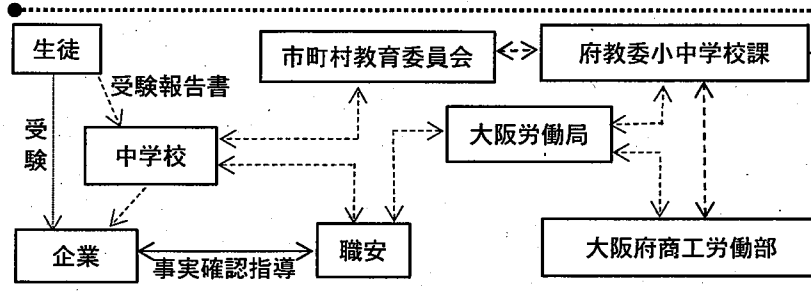 生徒
市町村教育委員会
府教委小中学校課
受験報告書
受験
大阪労働局
中学校
企業
事実確認指導
職安
大阪府商工労働部